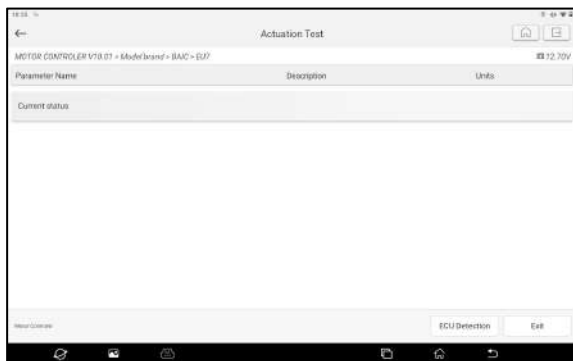 Actuation Test
MOTOR CONTROLER V10.01 > Model brand > BAIC > EU7
12.70V
Parameter Name Description Units
Current status
ECU Detection Exit